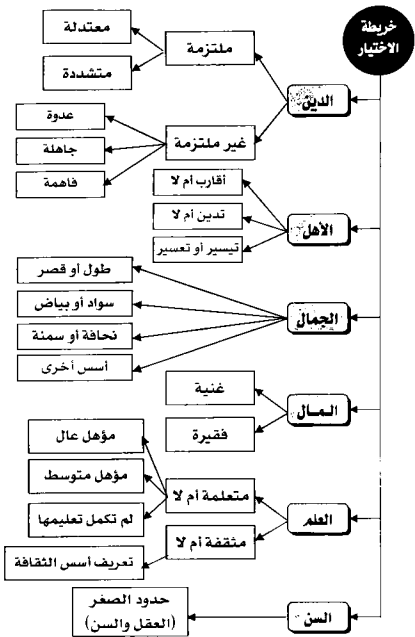 خريطة
الاختيار
الدين
ملتزمة
معتدلة
متشددة
غير ملتزمة
عدوة
جاهلة
فاهمة
الأهل
أقارب أم لا
تدين أم لا
تيسير أو تعسير
الجمال
طول أو قصر
سواد أو بياض
نحافة أو سمنة
أسس أخرى
المال
غنية
فقيرة
العلم
متعلمة أم لا
مؤهل عال
مؤهل متوسط
لم تكمل تعليمها
مثقفة أم لا
تعريف أسس الثقافة
السن
حدود الصغر
(العقل والسن)